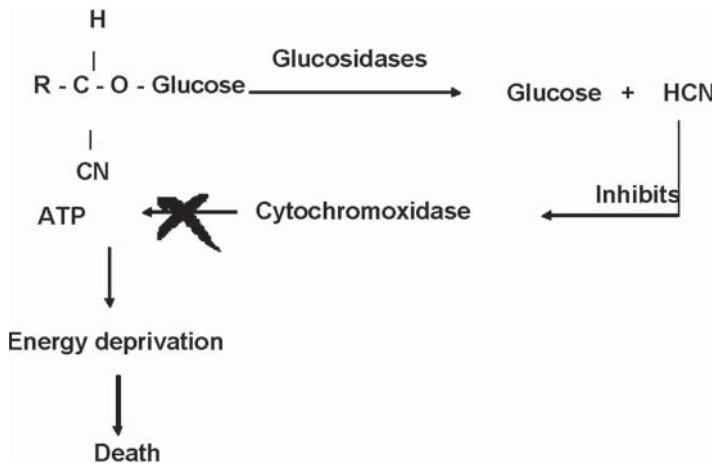 H
|
R - C - O - Glucose
|
CN
Glucosidases
Glucose + HCN
Inhibits
Cytochromoxidase
ATP
Energy deprivation
Death